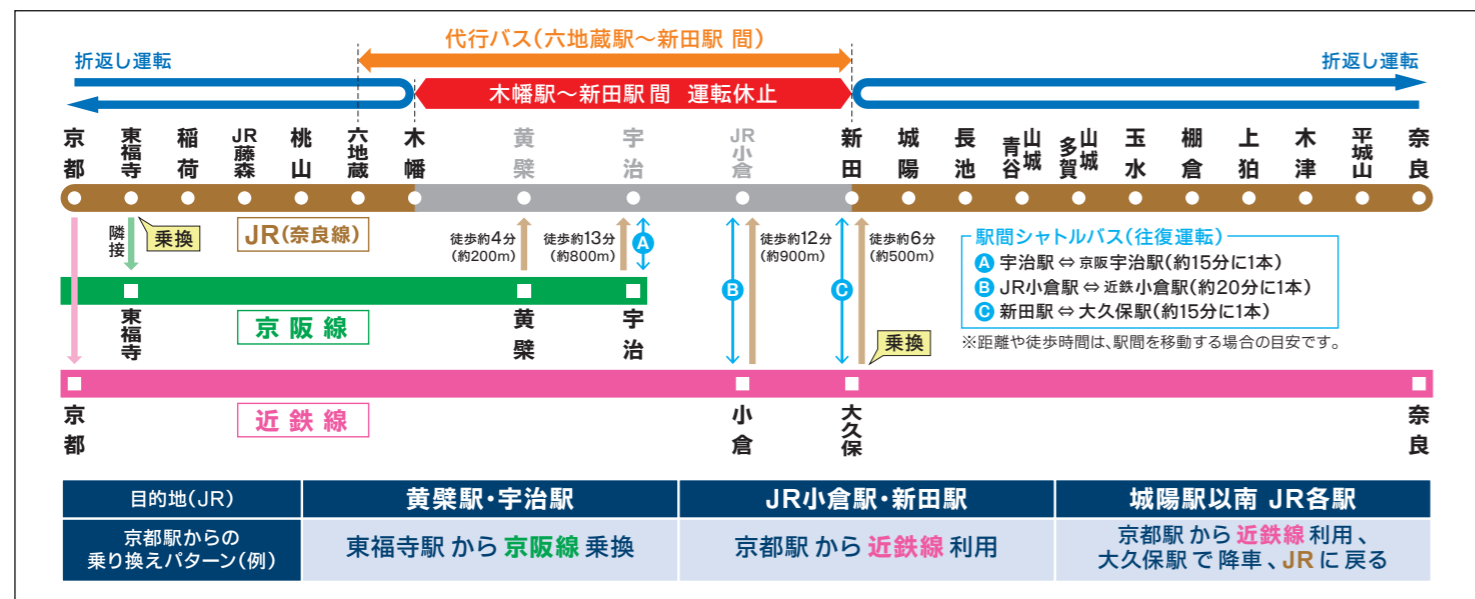 代行バス(六地蔵駅～新田駅 間)
折返し運転
折返し運転
木幡駅～新田駅間 運転休止
京都
東福寺
稲荷
JR藤森
桃山
六地蔵
木幡
黄檗
宇治
JR小倉
新田
城陽
長池
山城青谷
山城多賀
玉水
棚倉
上狛
木津
平城山
奈良
隣接
乗換
JR(奈良線)
徒歩約4分
(約200m)
徒歩約13分
(約800m)
A
B
徒歩約12分
(約900m)
C
徒歩約6分
(約500m)
駅間シャトルバス(往復運転)
A 宇治駅⇔京阪宇治駅(約15分に1本)
B JR小倉駅⇔近鉄小倉駅(約20分に1本)
C 新田駅⇔大久保駅(約15分に1本)
※距離や徒歩時間は、駅間を移動する場合の目安です。
乗換
東福寺
京阪線
黄檗
宇治
京都
近鉄線
小倉
大久保
奈良
目的地(JR)
黄檗駅・宇治駅
JR小倉駅・新田駅
城陽駅以南 JR各駅
京都駅からの
乗り換えパターン(例)
東福寺駅から京阪線乗換
京都駅から近鉄線利用
京都駅から近鉄線利用、
大久保駅で降車、JRに戻る